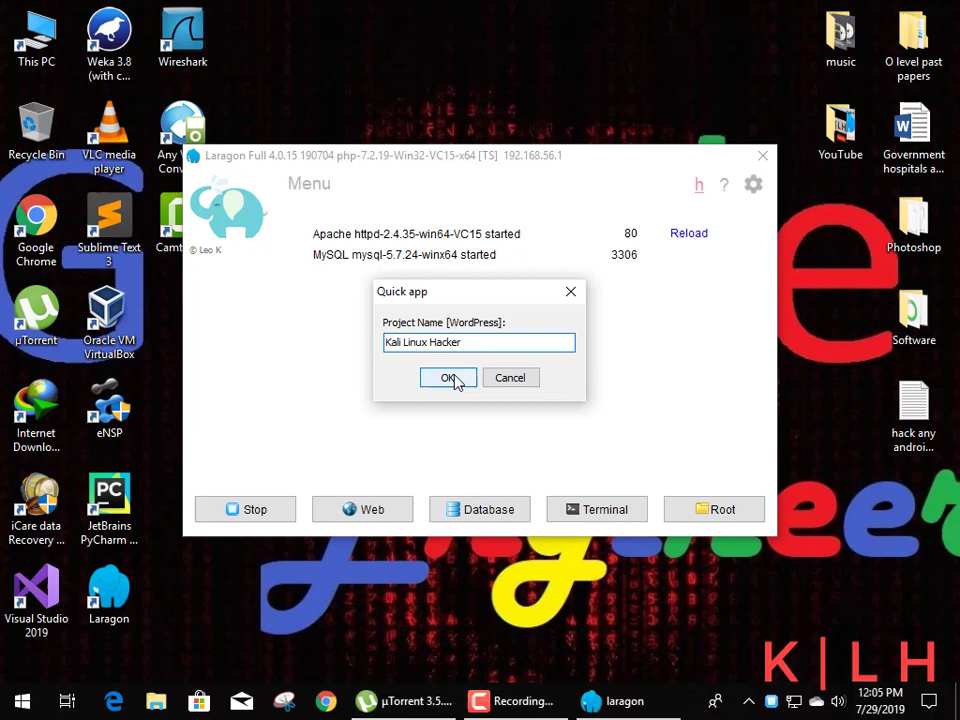 This PC
Weka 3.8
(with c...
Wireshark
music
O level past
papers
Recycle Bin
VLC media
player
Any
Conv
YouTube
Government
hospitals a...
Google
Chrome
Sublime Text
3
Camt
Photoshop
µTorrent
Oracle VM
VirtualBox
Software
Internet
Downlo...
eNSP
hack any
androi...
iCare data
Recovery ...
JetBrains
PyCharm ...
Visual Studio
2019
Laragon
Laragon Full 4.0.15 190704 php-7.2.19-Win32-VC15-x64 [TS] 192.168.56.1
Menu
h ?
© Leo K
Apache httpd-2.4.35-win64-VC15 started 80 Reload
MySQL mysql-5.7.24-winx64 started 3306
Quick app
Project Name [WordPress]:
Kali Linux Hacker
OK Cancel
Stop Web Database Terminal Root
K | L H
µTorrent 3.5... Recording... laragon
12:05 PM
7/29/2019